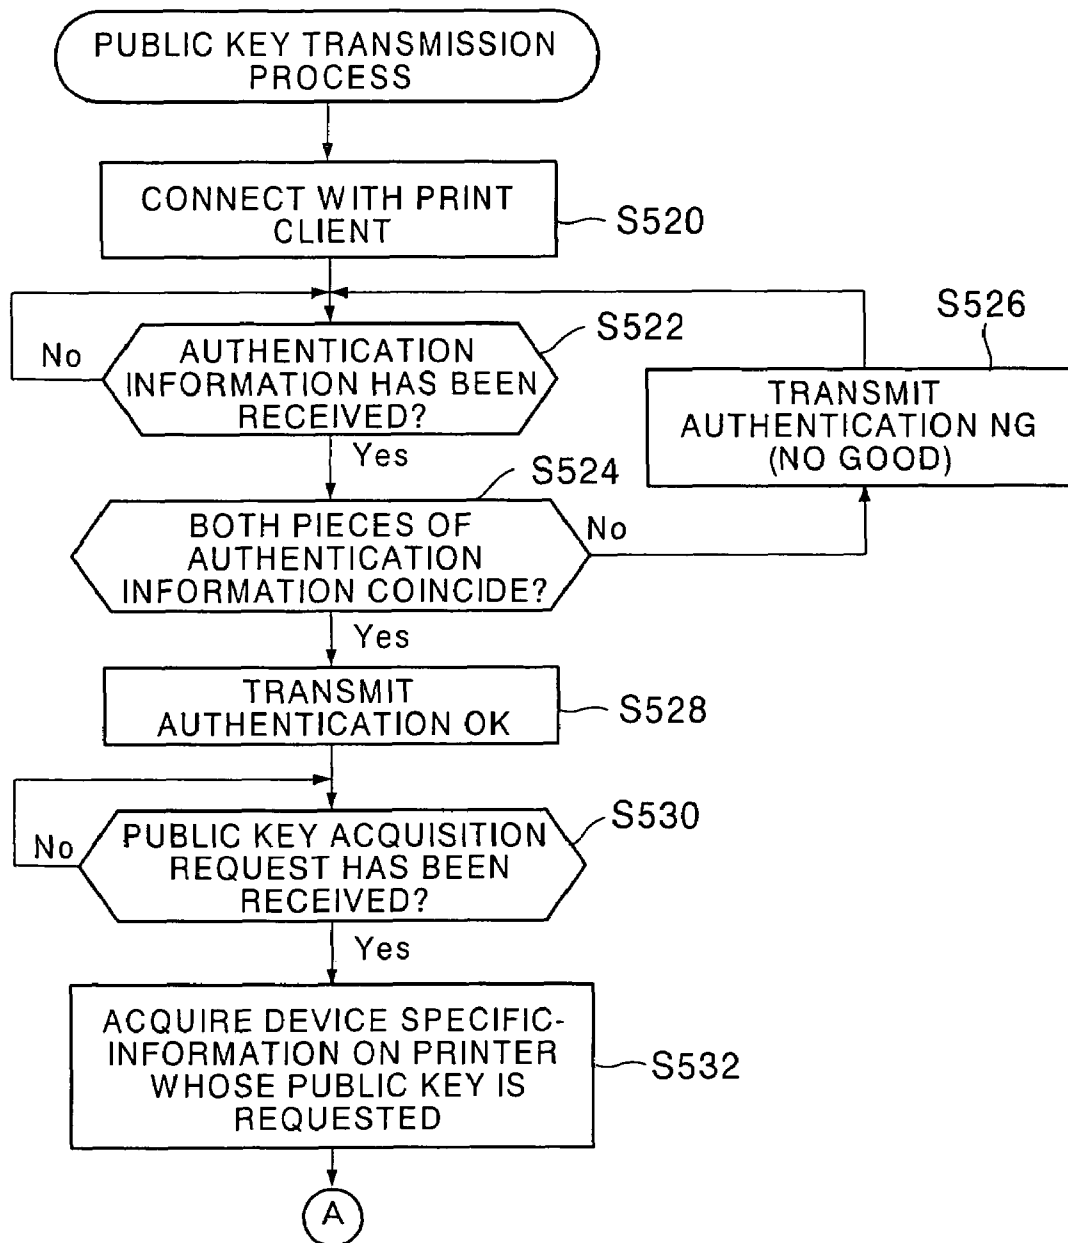 PUBLIC KEY TRANSMISSION
PROCESS
CONNECT WITH PRINT
CLIENT
S520
S526
S522
No
AUTHENTICATION
INFORMATION HAS BEEN
RECEIVED?
TRANSMIT
AUTHENTICATION NG
(NO GOOD)
Yes
S524
BOTH PIECES OF
AUTHENTICATION
INFORMATION COINCIDE?
No
Yes
TRANSMIT
AUTHENTICATION OK
S528
S530
No
PUBLIC KEY ACQUISITION
REQUEST HAS BEEN
RECEIVED?
Yes
ACQUIRE DEVICE SPECIFIC-
INFORMATION ON PRINTER
WHOSE PUBLIC KEY IS
REQUESTED
S532
A